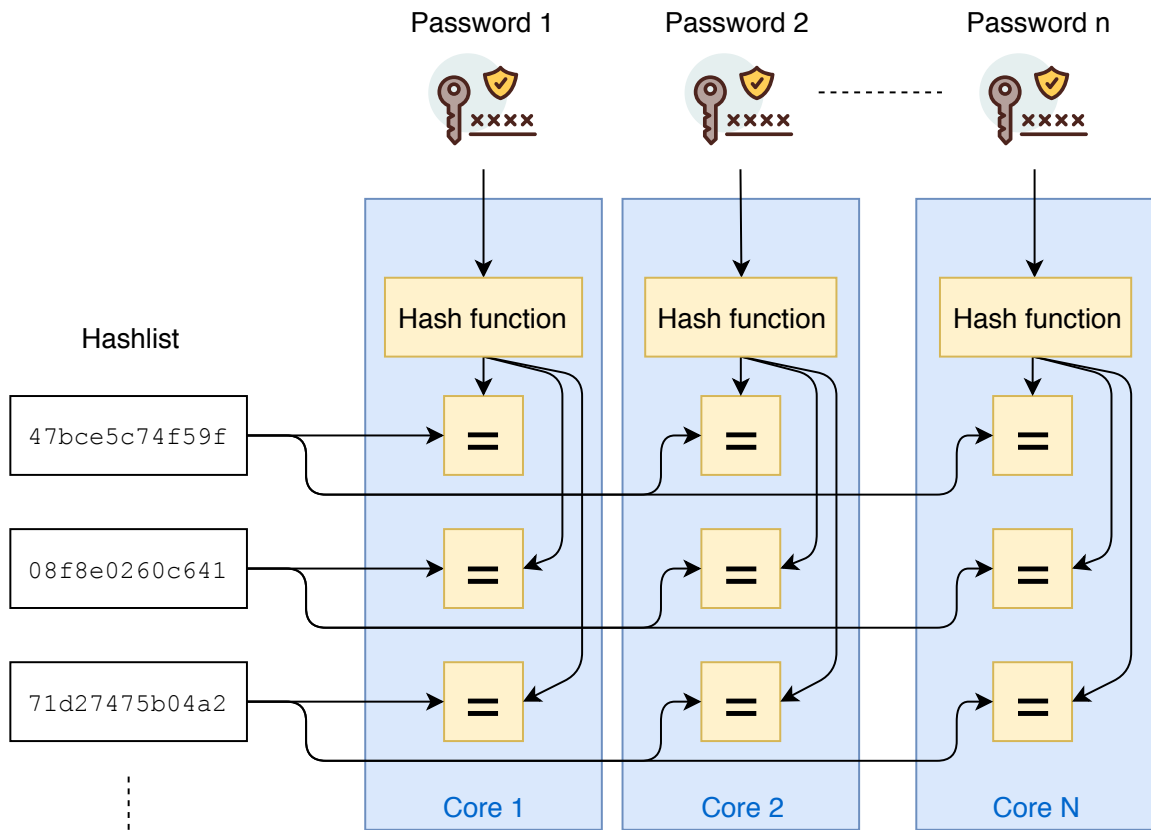 Password 1
Password 2
Password n
Hash function
Hash function
Hash function
Hashlist
47bce5c74f59f
=
=
=
08f8e0260c641
=
=
=
71d27475b04a2
=
=
=
Core 1
Core 2
Core N